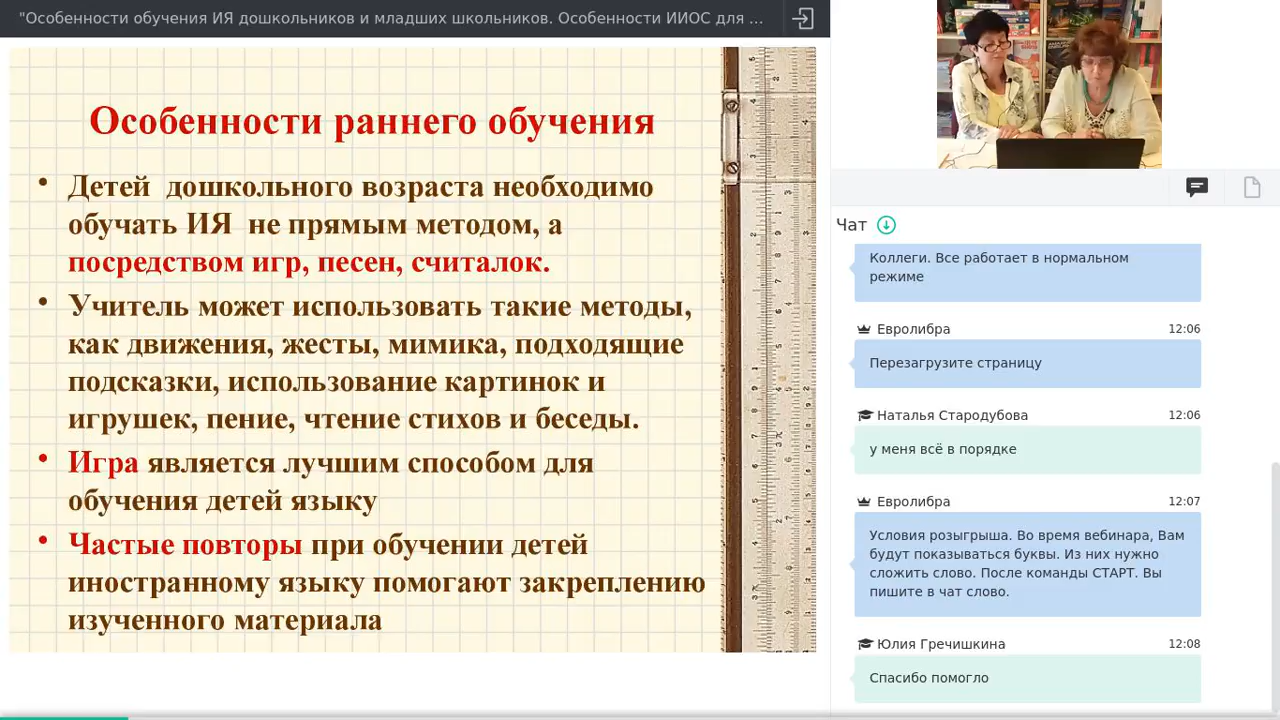 "Особенности обучения ИЯ дошкольников и младших школьников. Особенности ИИОС для ...
Особенности раннего обучения
• Детей дошкольного возраста необходимо
обучать ИЯ не прямым методом, а
посредством игр, песен, считалок.
• Учитель может использовать такие методы,
как движения, жесты, мимика, подходящие
подсказки, использование картинок и
игрушек, пение, чтение стихов и беседы.
• Игра является лучшим способом для
обучения детей языку
• Частые повторы при обучении детей
иностранному языку помогают закреплению
изученного материала
Чат
Коллеги. Все работает в нормальном
режиме
Евролибра 12:06
Перезагрузите страницу
Наталья Стародубова 12:06
у меня всё в порядке
Евролибра 12:07
Условия розыгрыша. Во время вебинара, Вам
будут показываться буквы. Из них нужно
сложить слово. После команды СТАРТ. Вы
пишите в чат слово.
Юлия Гречишкина 12:08
Спасибо помогло